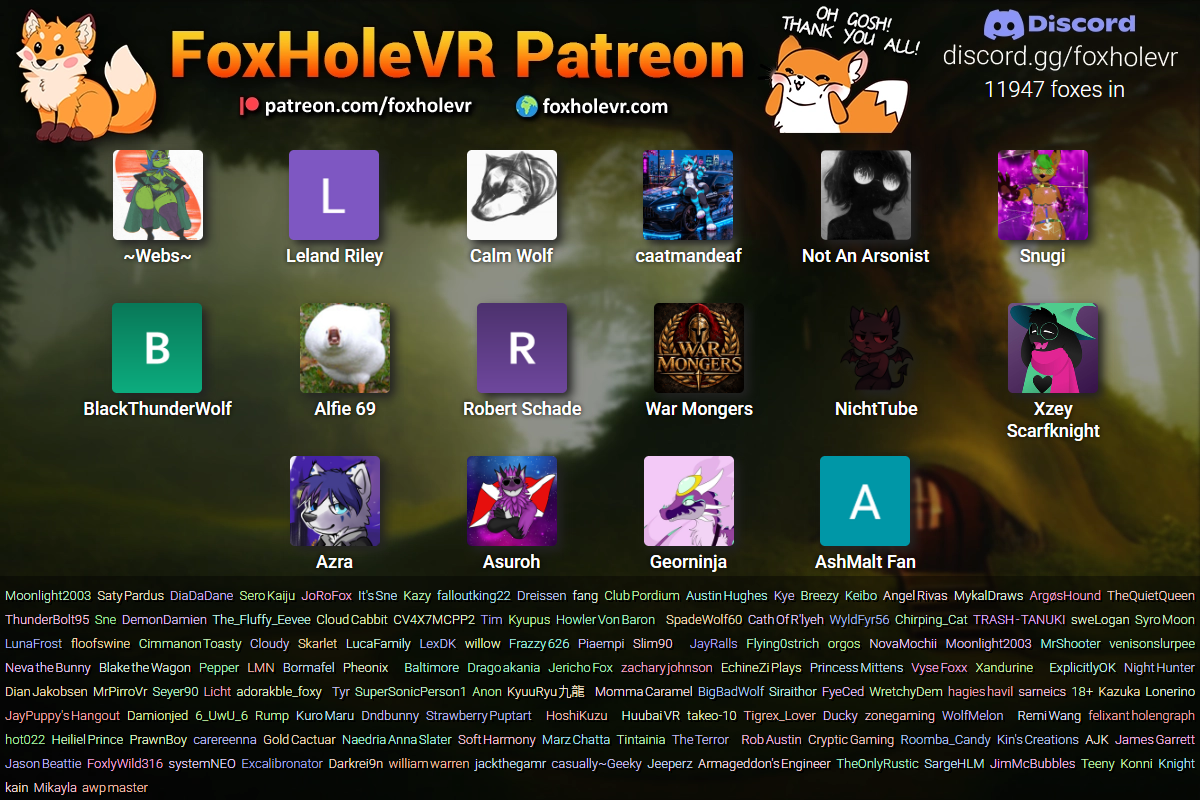 FoxHoleVR Patreon
patreon.com/foxholevr
foxholevr.com
OH GOSH!
THANK YOU ALL!
Discord
discord.gg/foxholevr
11947 foxes in
~Webs~
L
Leland Riley
Calm Wolf
caatmandeaf
Not An Arsonist
Snugi
B
BlackThunderWolf
Alfie 69
R
Robert Schade
WAR
MONGERS
War Mongers
NichtTube
Xzey
Scarfknight
Azra
Asuroh
Georninja
A
AshMalt Fan
Moonlight2003 Saty Pardus DiaDaDane Sero Kaiju JoRoFox It's Sne Kazy falloutking22 Dreissen fang Club Pordium Austin Hughes Kye Breezy Keibo Angel Rivas MykalDraws ArgøsHound TheQuietQueen
ThunderBolt95 Sne DemonDamien The_Fluffy_Eevee Cloud Cabbit CV4X7MCPP2 Tim Kyupus Howler Von Baron SpadeWolf60 Cath Of R'lyeh WyldFyr56 Chirping_Cat TRASH-TANUKI sweLogan Syro Moon
LunaFrost floofswine Cimmanon Toasty Cloudy Skarlet LucaFamily LexDK willow Frazzy 626 Piaempi Slim90 JayRalls Flying0strich orgos NovaMochii Moonlight2003 MrShooter venisonslurpee
Neva the Bunny Blake the Wagon Pepper LMN Bormafel Pheonix Baltimore Drago akania Jericho Fox zachary johnson EchineZi Plays Princess Mittens Vyse Foxx Xandurine ExplicitlyOK Night Hunter
Dian Jakobsen MrPirroVr Seyer90 Licht adorakble_foxy Tyr SuperSonicPerson1 Anon KyuuRyu九龍 Momma Caramel BigBadWolf Siraithor FyeCed WretchyDem hagies havil sarneics 18+ Kazuka Lonerino
JayPuppy's Hangout Damionjed 6_UwU_6 Rump Kuro Maru Dndbunny Strawberry Puptart HoshiKuzu Huubai VR takeo-10 Tigrex_Lover Ducky zonegaming WolfMelon Remi Wang felixant holengraph
hot022 Heiliel Prince PrawnBoy carereenna Gold Cactuar Naedria Anna Slater Soft Harmony Marz Chatta Tintainia The Terror Rob Austin Cryptic Gaming Roomba_Candy Kin's Creations AJK James Garrett
Jason Beattie FoxlyWild316 systemNEO Excalibronator Darkrei9n william warren jackthegamr casually~Geeky Jeeperz Armageddon's Engineer TheOnlyRustic SargeHLM JimMcBubbles Teeny Konni Knight
kain Mikayla awp master